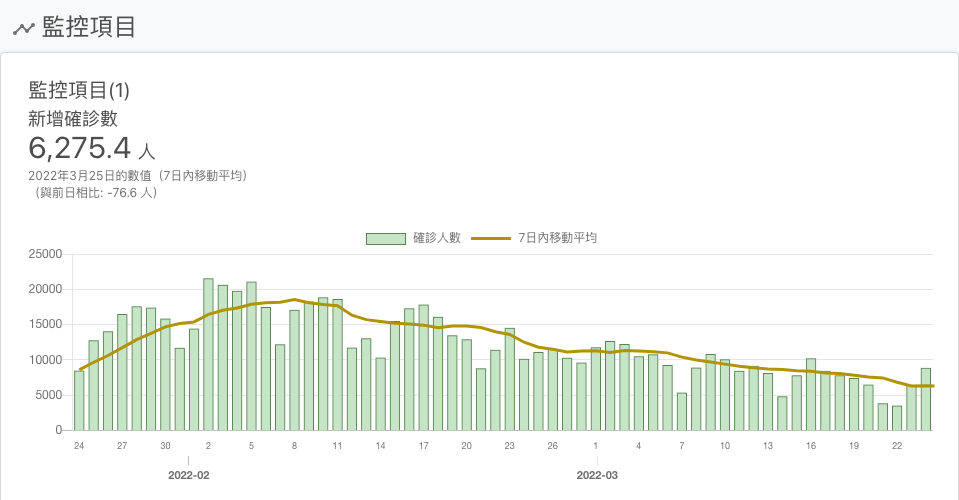 監控項目
監控項目(1)
新增確診數
6,275.4 人
2022年3月25日的數值（7日內移動平均）
（與前日相比: -76.6 人）
確診人數 7日內移動平均
25000
20000
15000
10000
5000
0
24 27 30 2 5 8 11 14 17 20 23 26 1 4 7 10 13 16 19 22
2022-02 2022-03